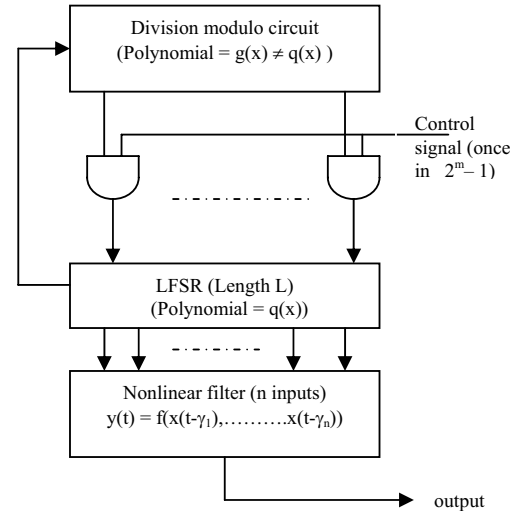 Division modulo circuit
(Polynomial = g(x) ≠ q(x) )
Control
signal (once
in 2^m– 1)
LFSR (Length L)
(Polynomial = q(x))
Nonlinear filter (n inputs)
y(t) = f(x(t-γ₁),……….x(t-γₙ))
output